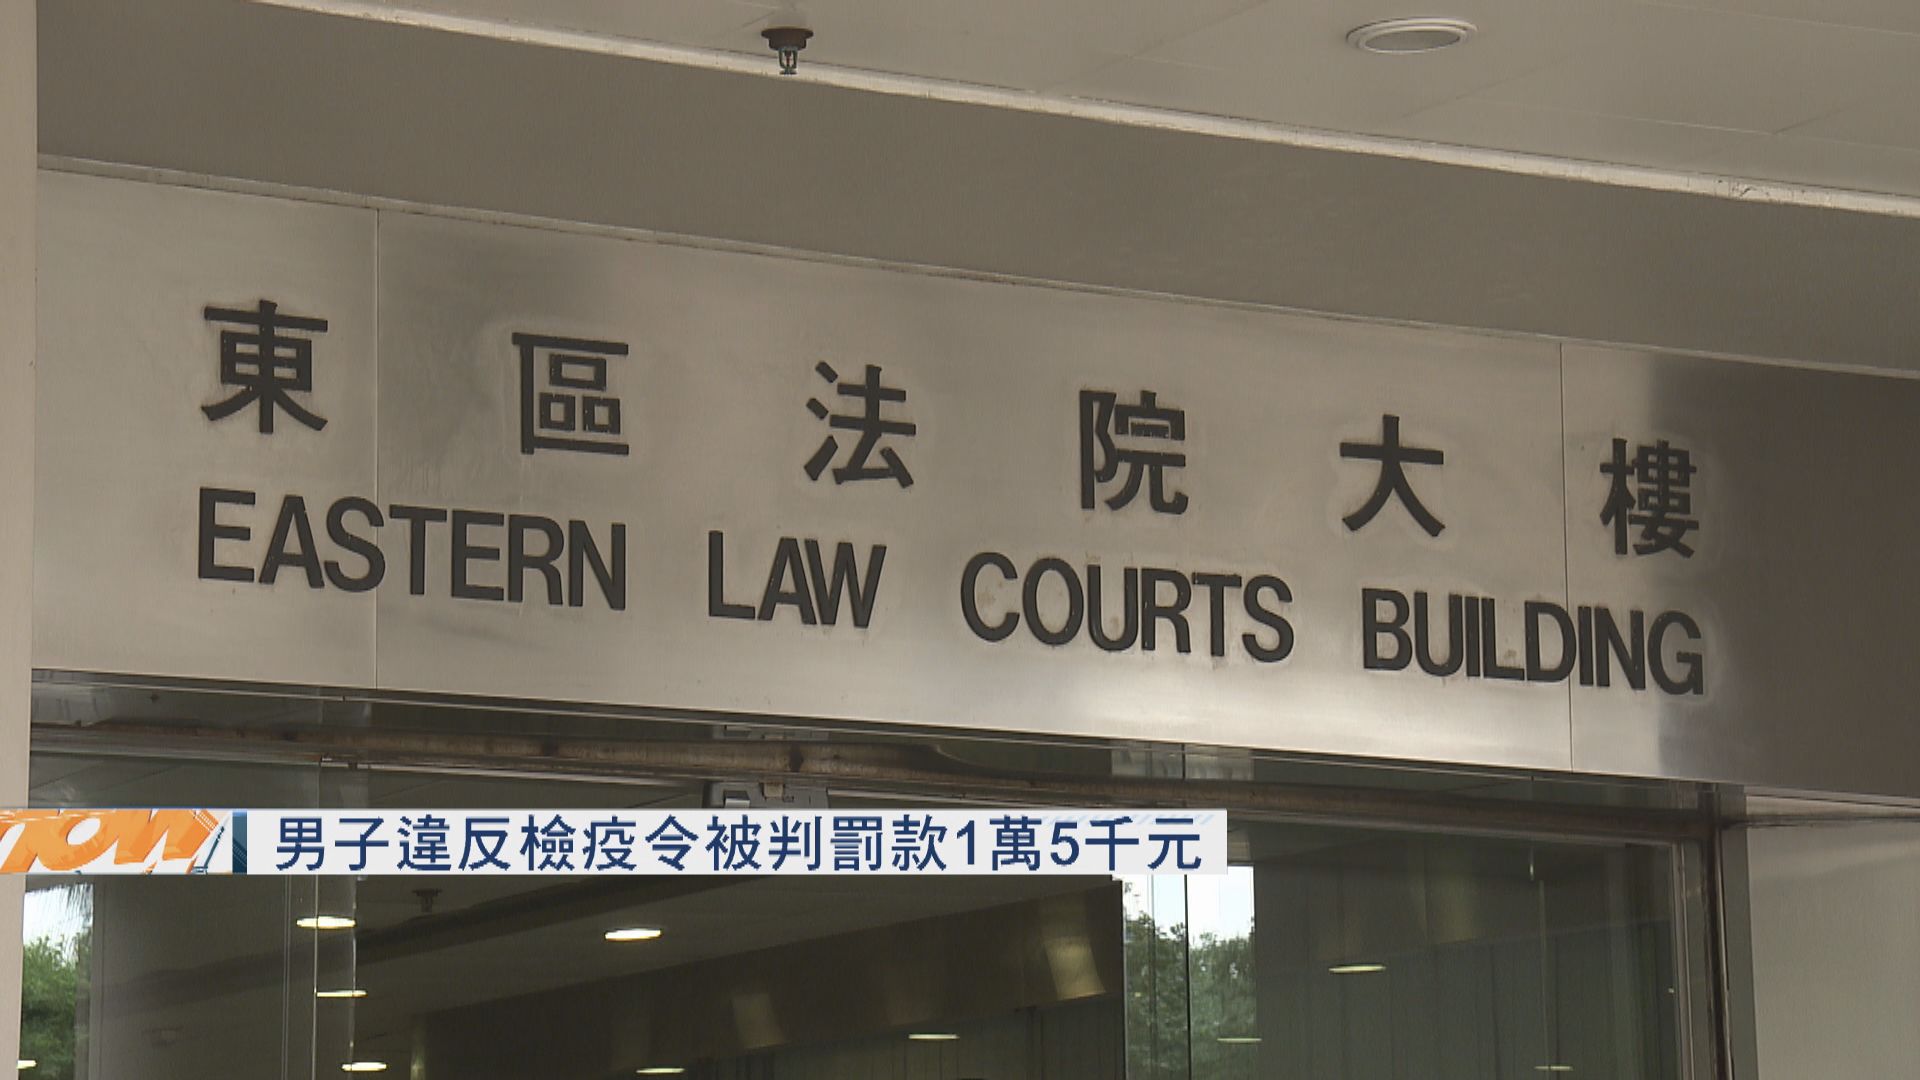 東區法院大樓
EASTERN LAW COURTS BUILDING
now
男子違反檢疫令被判罰款1萬5千元